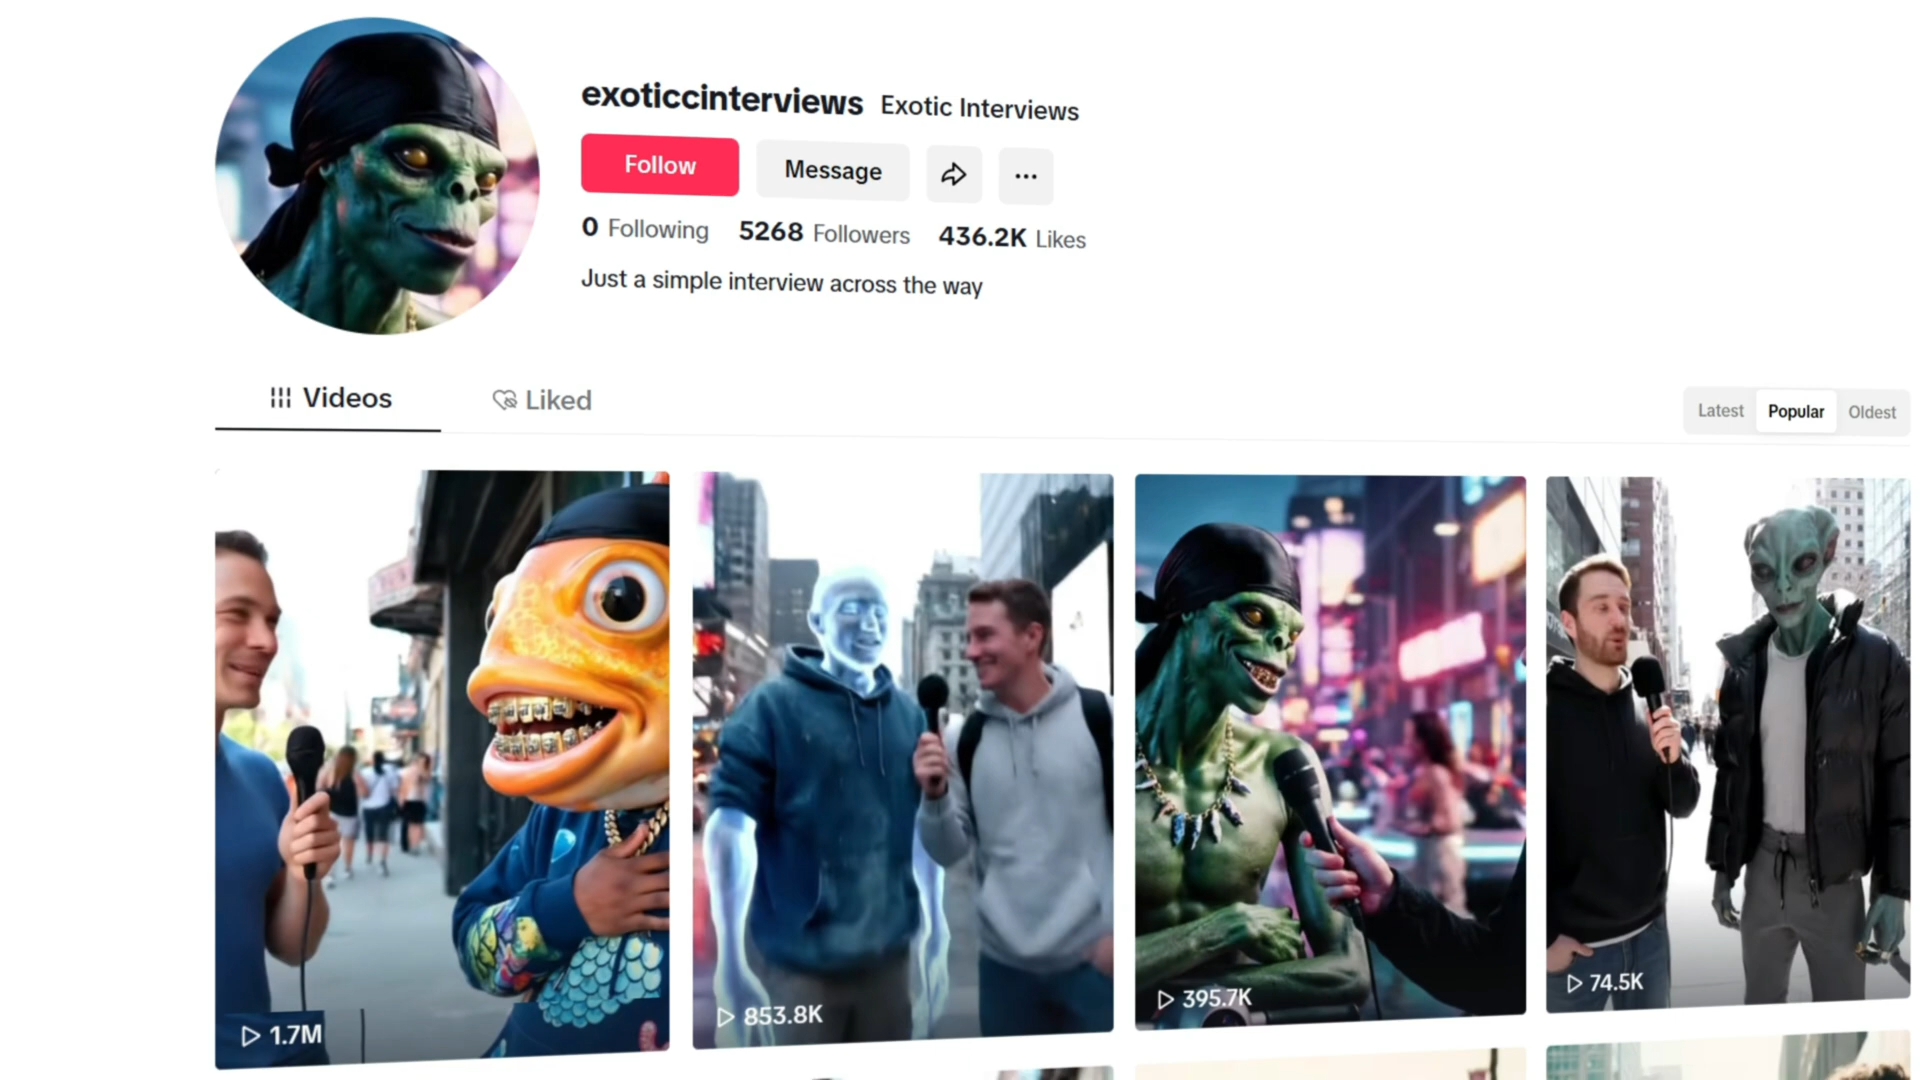 exoticcinterviews Exotic Interviews
Follow Message
0 Following 5268 Followers 436.2K Likes
Just a simple interview across the way
Videos Liked
Latest Popular Oldest
1.7M 853.8K 395.7K 74.5K